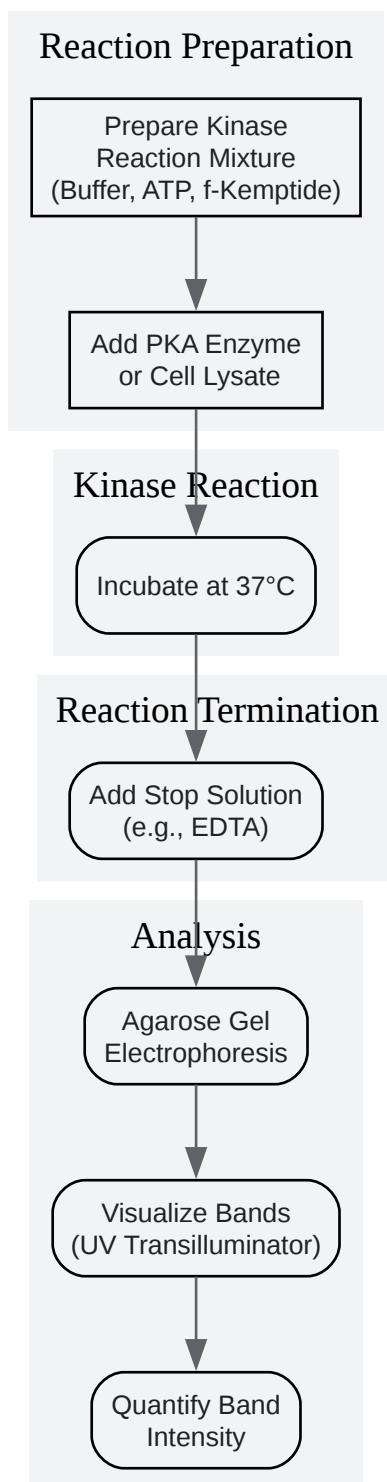 Reaction Preparation
Prepare Kinase
Reaction Mixture
(Buffer, ATP, f-Kemptide)
Add PKA Enzyme
or Cell Lysate
Kinase Reaction
Incubate at 37°C
Reaction Termination
Add Stop Solution
(e.g., EDTA)
Analysis
Agarose Gel
Electrophoresis
Visualize Bands
(UV Transilluminator)
Quantify Band
Intensity